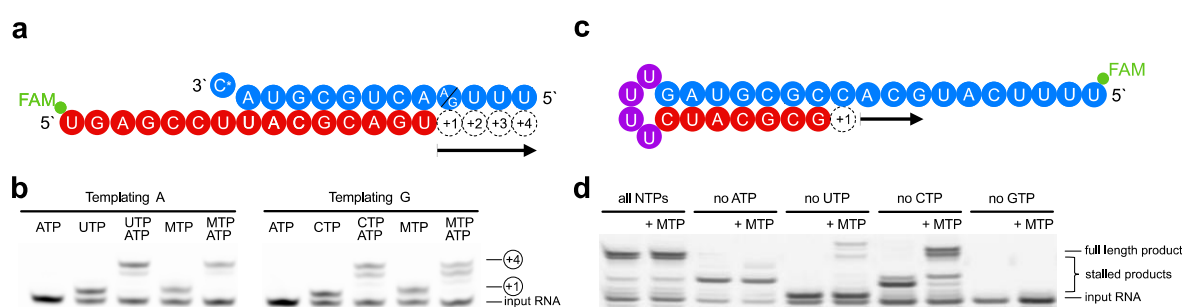 a
3` C* A U G C G U C A A/G U U U 5`
FAM
5` U G A G C C U U A C G C A G U +1 +2 +3 +4
b
Templating A
ATP UTP UTP ATP MTP MTP ATP
Templating G
ATP CTP CTP ATP MTP MTP ATP
+4
+1
input RNA
c
FAM
U G A U G C G C C A C G U A C U U U U 5`
U
U C U A C G C G +1
U
d
all NTPs no ATP no UTP no CTP no GTP
+ MTP + MTP + MTP + MTP + MTP
full length product
stalled products
input RNA